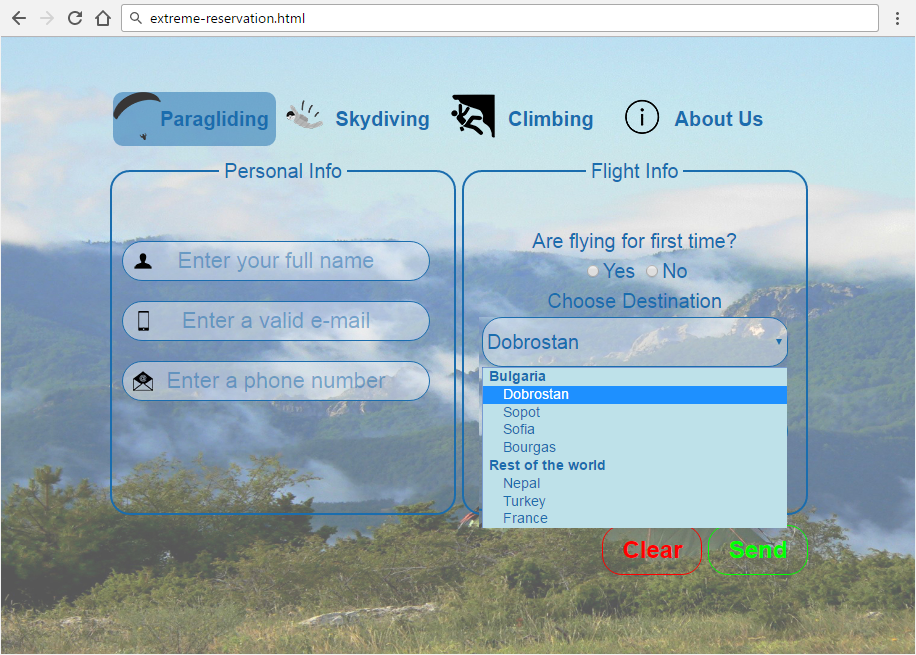 extreme-reservation.html
Paragliding Skydiving Climbing About Us
Personal Info
Enter your full name
Enter a valid e-mail
Enter a phone number
Flight Info
Are flying for first time?
Yes No
Choose Destination
Dobrostan
Bulgaria
Dobrostan
Sopot
Sofia
Bourgas
Rest of the world
Nepal
Turkey
France
Clear Send